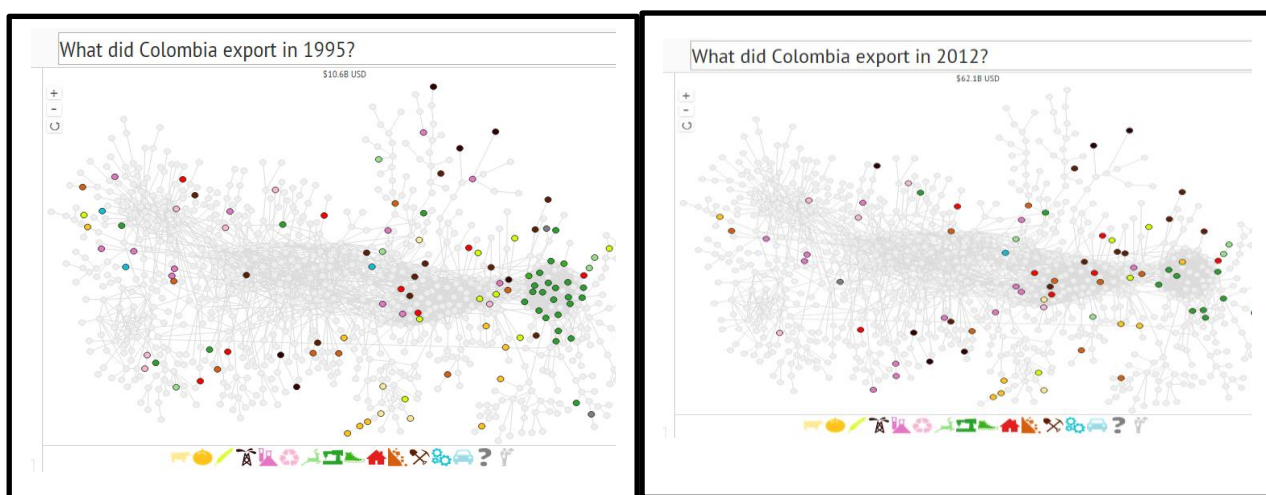 What did Colombia export in 1995?
$10.6B USD
+
−
?
What did Colombia export in 2012?
$62.1B USD
+
−
?